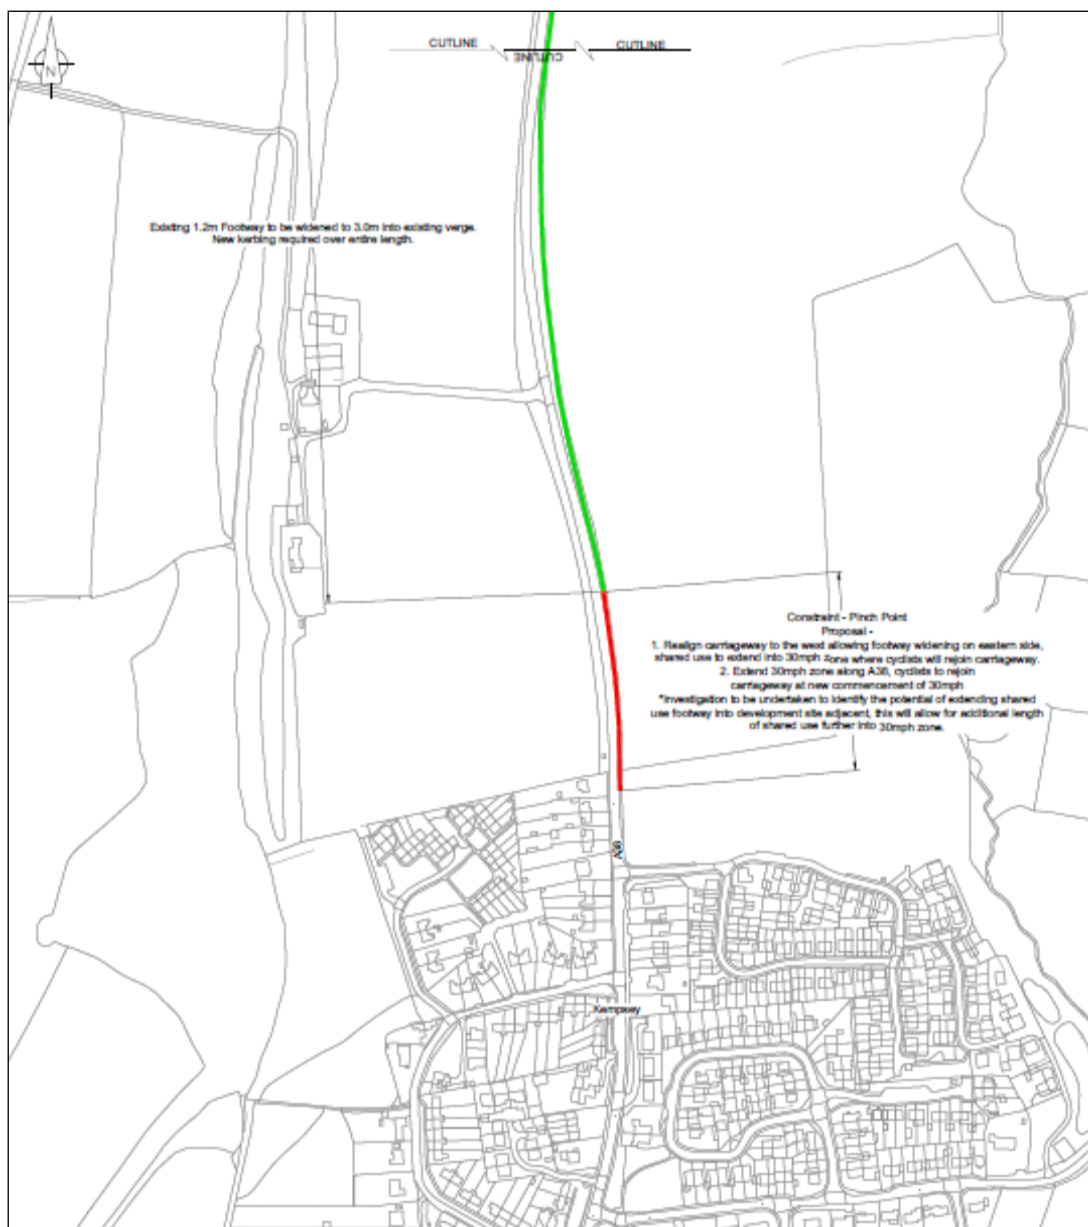 CUTLINE
CUTLINE
CUTLINE
N
Existing 1.2m Footway to be widened to 3.0m into existing verge.
New kerbing required over entire length.
Constraint - Pinch Point
Proposal -
1. Realign carriageway to the west allowing footway widening on eastern side,
shared use to extend into 30mph zone where cyclists will rejoin carriageway.
2. Extend 30mph zone along A38, cyclists to rejoin
carriageway at new commencement of 30mph
*Investigation to be undertaken to identify the potential of extending shared
use footway into development site adjacent, this will allow for additional length
of shared use further into 30mph zone.
A38
Kempsey